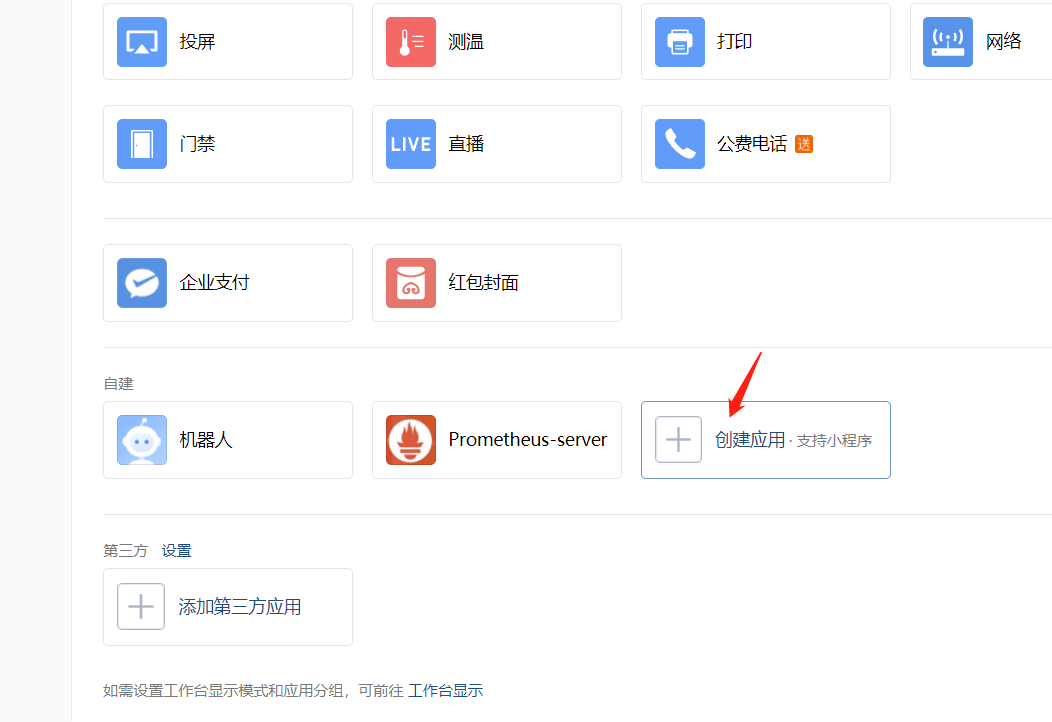 投屏
测温
打印
网络
门禁
LIVE
直播
公费电话 送
企业支付
红包封面
自建
机器人
Prometheus-server
创建应用 · 支持小程序
第三方 设置
添加第三方应用
如需设置工作台显示模式和应用分组，可前往 工作台显示